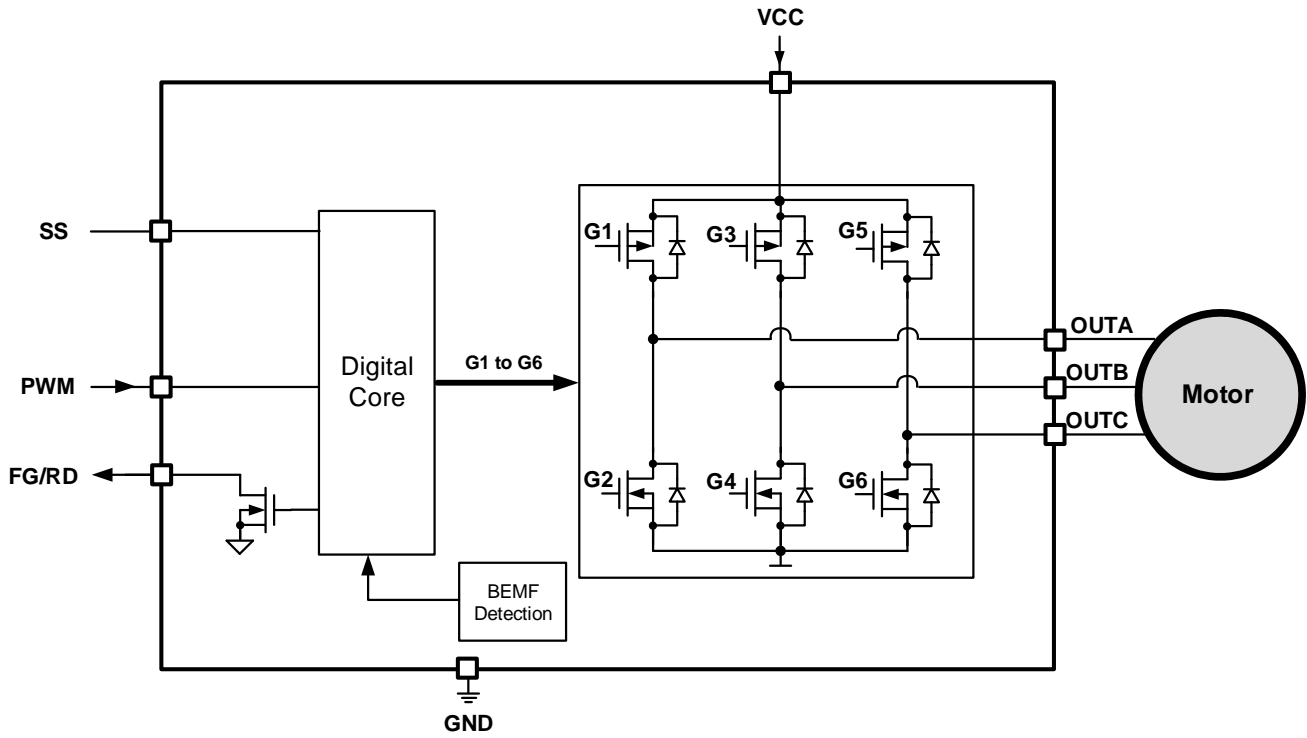 VCC
SS
PWM
FG/RD
Digital
Core
G1 to G6
G1
G3
G5
G2
G4
G6
OUTA
OUTB
OUTC
Motor
BEMF
Detection
GND